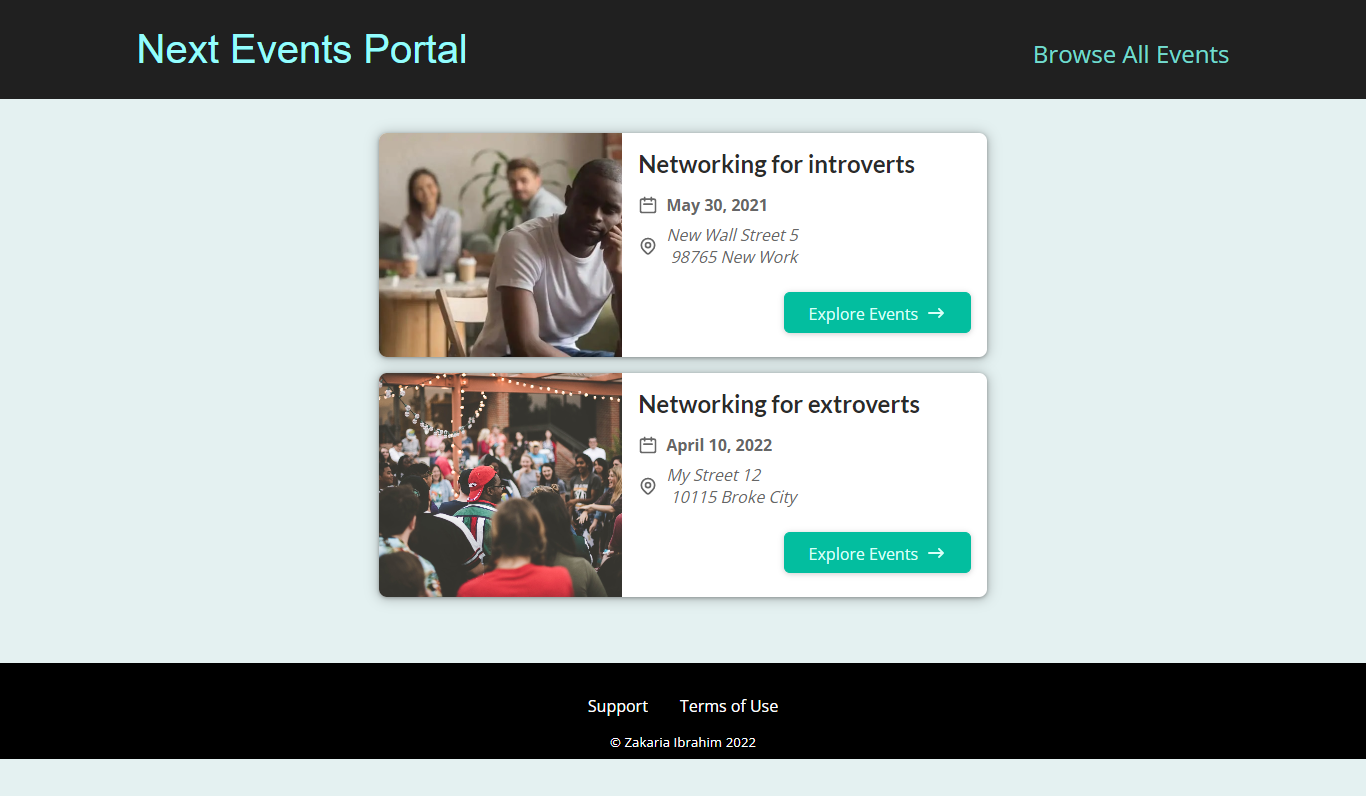 Next Events Portal
Browse All Events
Networking for introverts
May 30, 2021
New Wall Street 5
98765 New Work
Explore Events
Networking for extroverts
April 10, 2022
My Street 12
10115 Broke City
Explore Events
Support
Terms of Use
© Zakaria Ibrahim 2022